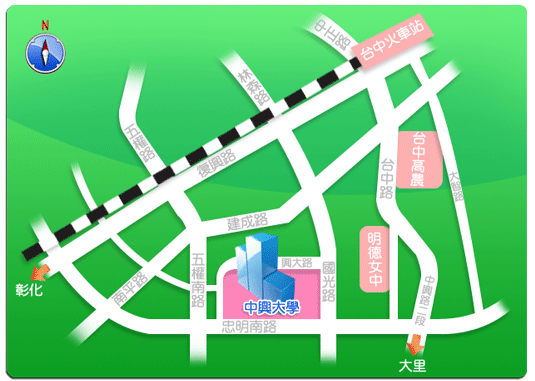 N
中正路
台中火車站
林森路
五權路
復興路
台中高農
台中路
大智路
建成路
明德女中
五權南路
興大路
國光路
中興路二段
南平路
中興大學
忠明南路
彰化
大里